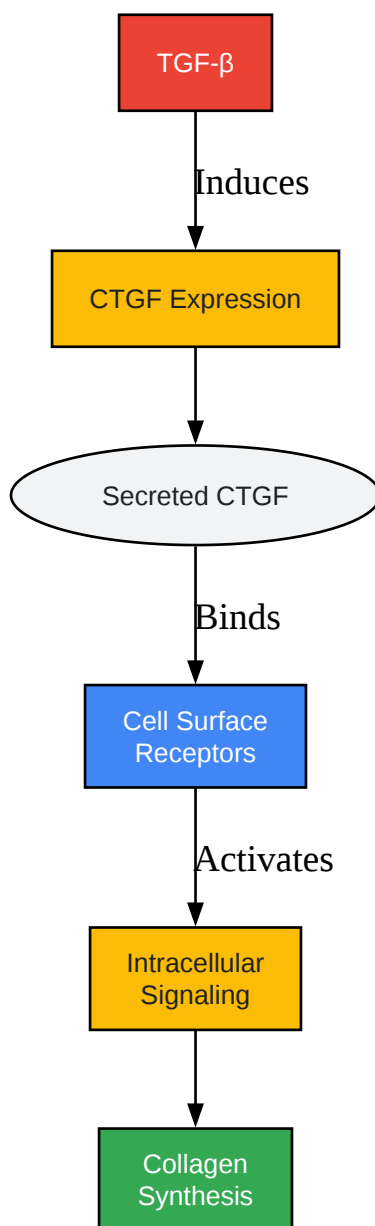 TGF-β
Induces
CTGF Expression
Secreted CTGF
Binds
Cell Surface
Receptors
Activates
Intracellular
Signaling
Collagen
Synthesis